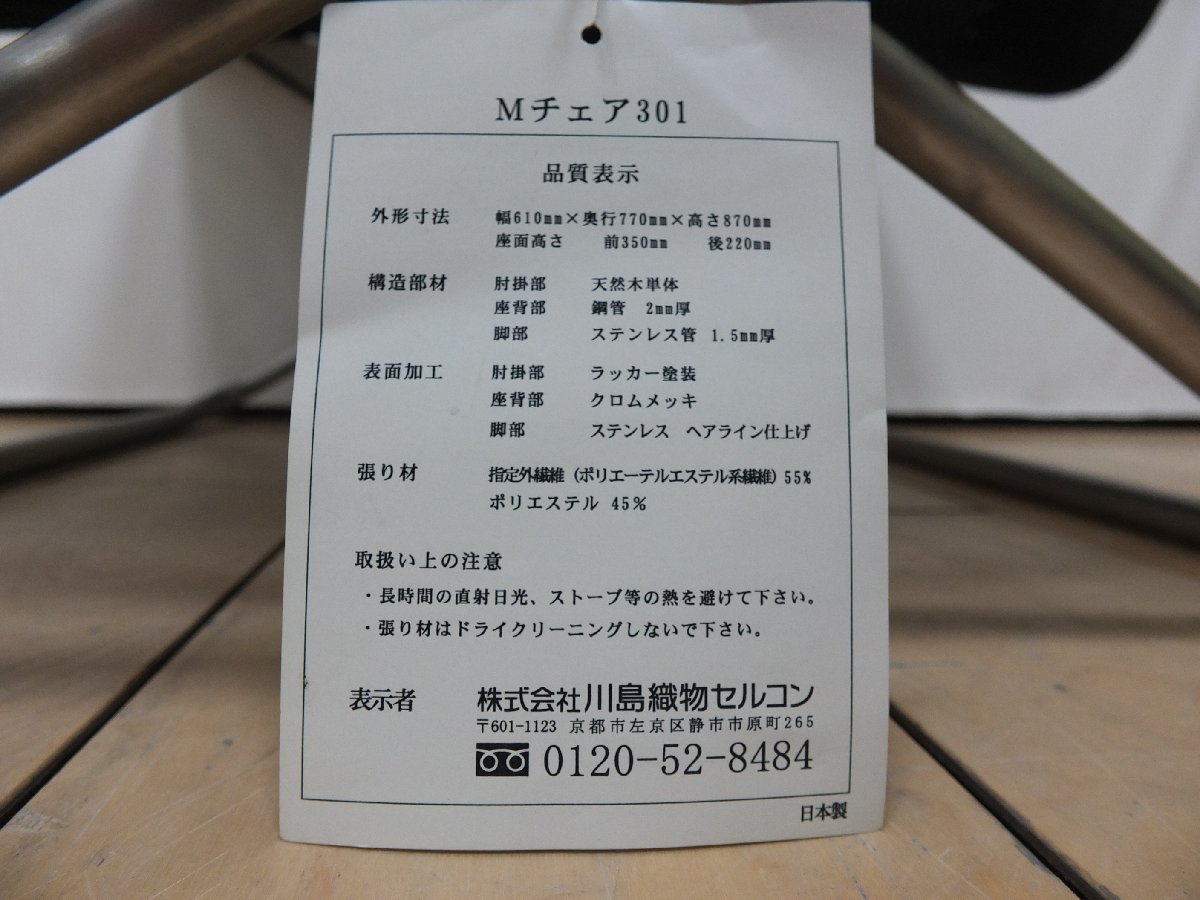 Mチェア301
品質表示
外形寸法 幅610mm×奥行770mm×高さ870mm
座面高さ 前350mm 後220mm
構造部材 肘掛部 天然木単体
座背部 鋼管 2mm厚
脚部 ステンレス管 1.5mm厚
表面加工 肘掛部 ラッカー塗装
座背部 クロムメッキ
脚部 ステンレス ヘアライン仕上げ
張り材 指定外繊維(ポリエーテルエステル系繊維)55%
ポリエステル 45%
取扱い上の注意
・長時間の直射日光、ストーブ等の熱を避けて下さい。
・張り材はドライクリーニングしないで下さい。
表示者 株式会社川島織物セルコン
〒601-1123 京都市左京区静市市原町265
0120-52-8484
日本製